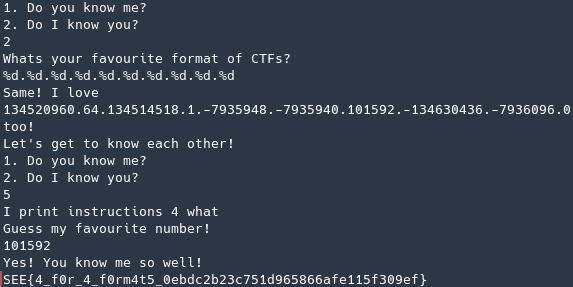 1. Do you know me?
2. Do I know you?
2
Whats your favourite format of CTFs?
%d.%d.%d.%d.%d.%d.%d.%d.%d.%d
Same! I love
134520960.64.134514518.1.-7935948.-7935940.101592.-134630436.-7936096.0
too!
Let's get to know each other!
1. Do you know me?
2. Do I know you?
5
I print instructions 4 what
Guess my favourite number!
101592
Yes! You know me so well!
SEE{4_f0r_4_f0rm4t5_0ebdc2b23c751d965866afe115f309ef}